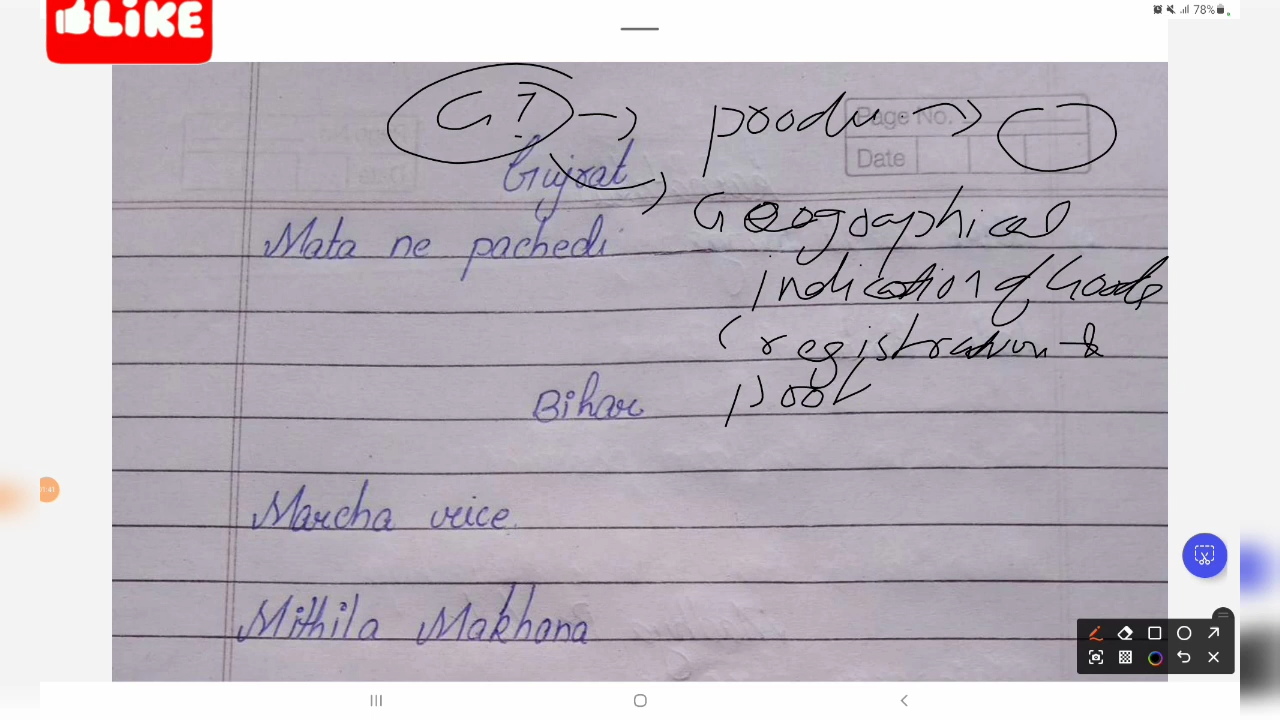 LiKE
78%
GI → produ → 
Page No.
Date
Gujrat
Geographical
Mata ne pachedi
indication of Goods
(registration &
Bihar
Marcha rice.
Mithila Makhana